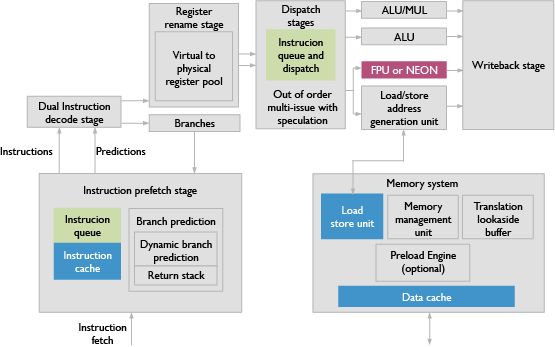 Register
rename stage
Virtual to
physical
register pool
Dispatch
stages
Instrucion
queue and
dispatch
Out of order
multi-issue with
speculation
ALU/MUL
ALU
FPU or NEON
Load/store
address
generation unit
Writeback stage
Dual Instruction
decode stage
Branches
Instructions
Predictions
Instruction prefetch stage
Instrucion
queue
Instruction
cache
Branch prediction
Dynamic branch
prediction
Return stack
Instruction
fetch
Memory system
Load
store unit
Memory
management
unit
Translation
lookaside
buffer
Preload Engine
(optional)
Data cache